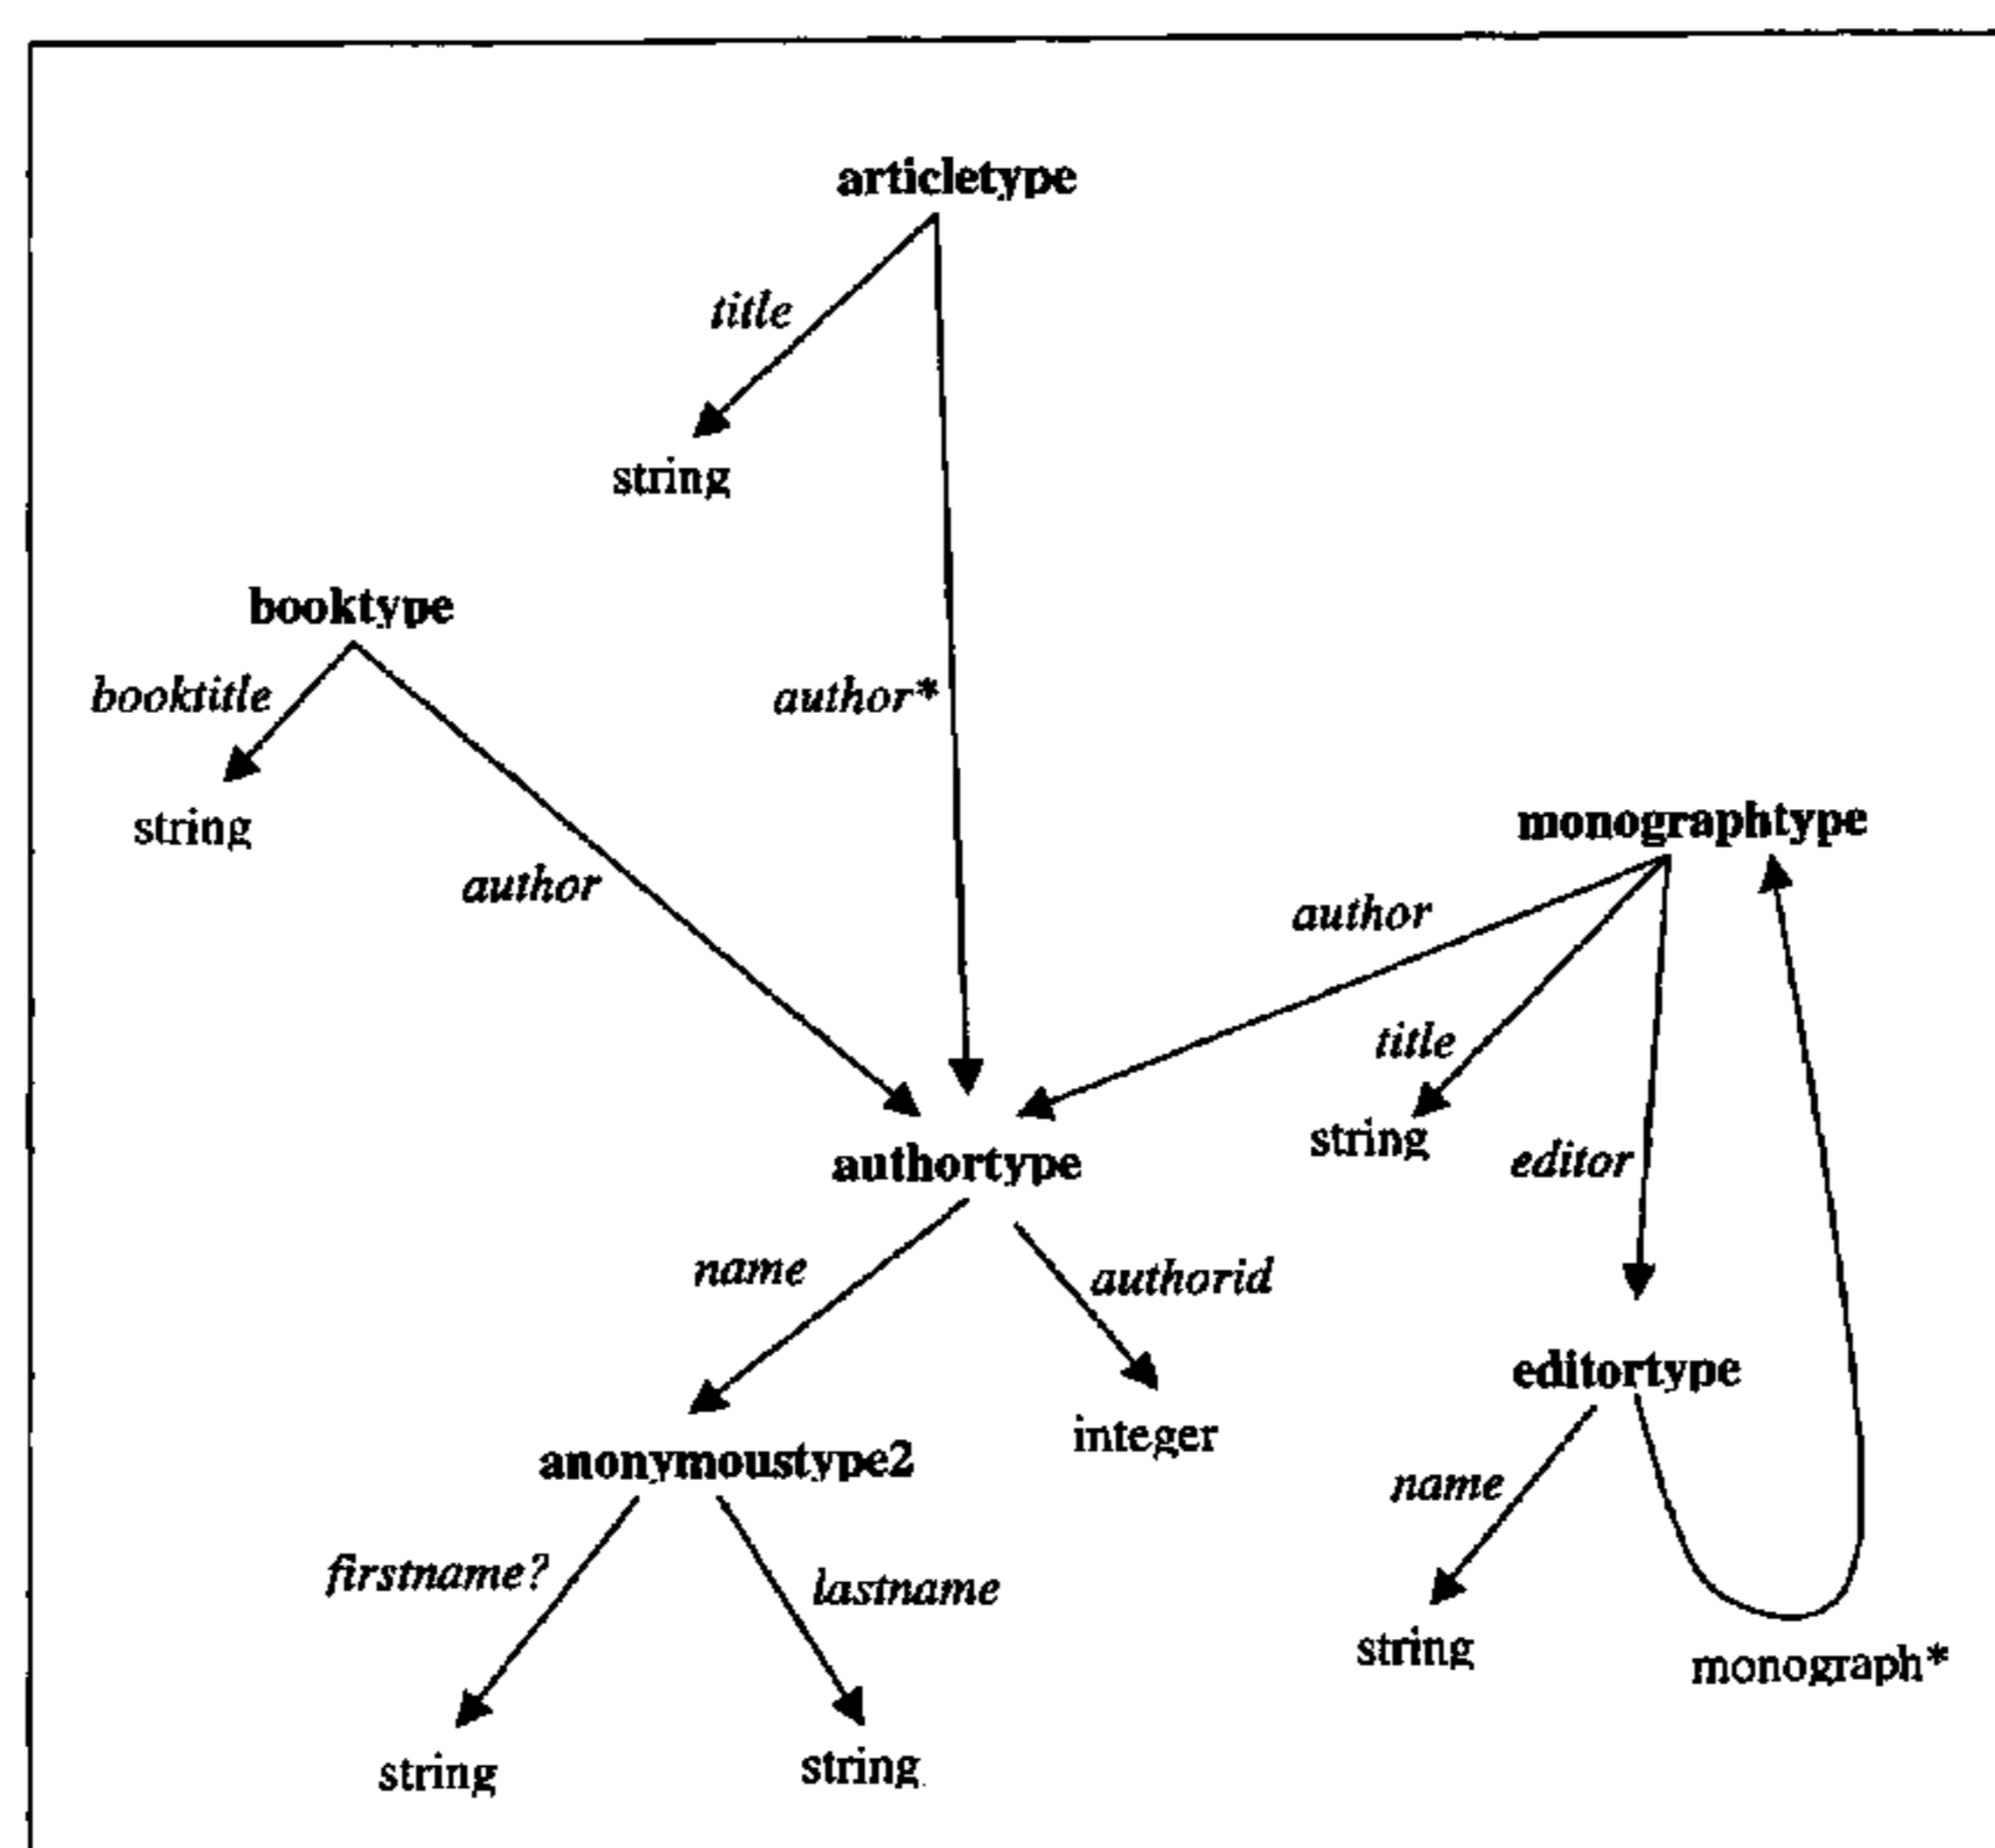 articletype
title
string
booktype
booktitle
author*
string
monographtype
author
author
title
string
authortype
editor
name
authorid
editortype
integer
anonymoustype2
name
firstname?
lastname
string
monograph*
string
string